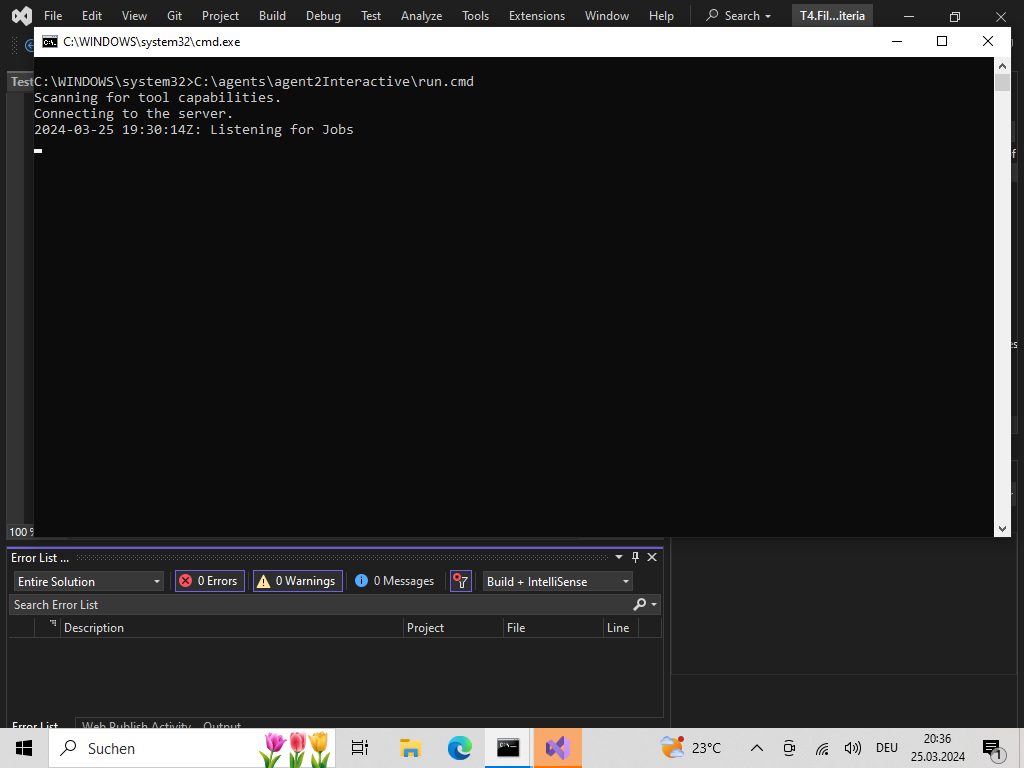 File Edit View Git Project Build Debug Test Analyze Tools Extensions Window Help Search T4.Fil...iteria
C:\WINDOWS\system32\cmd.exe
Test
C:\WINDOWS\system32>C:\agents\agent2Interactive\run.cmd
Scanning for tool capabilities.
Connecting to the server.
2024-03-25 19:30:14Z: Listening for Jobs
100 %
Error List ...
Entire Solution 0 Errors 0 Warnings 0 Messages Build + IntelliSense
Search Error List
Description Project File Line
Error List Web Publish Activity Output
Suchen 23°C DEU 20:36
25.03.2024 1